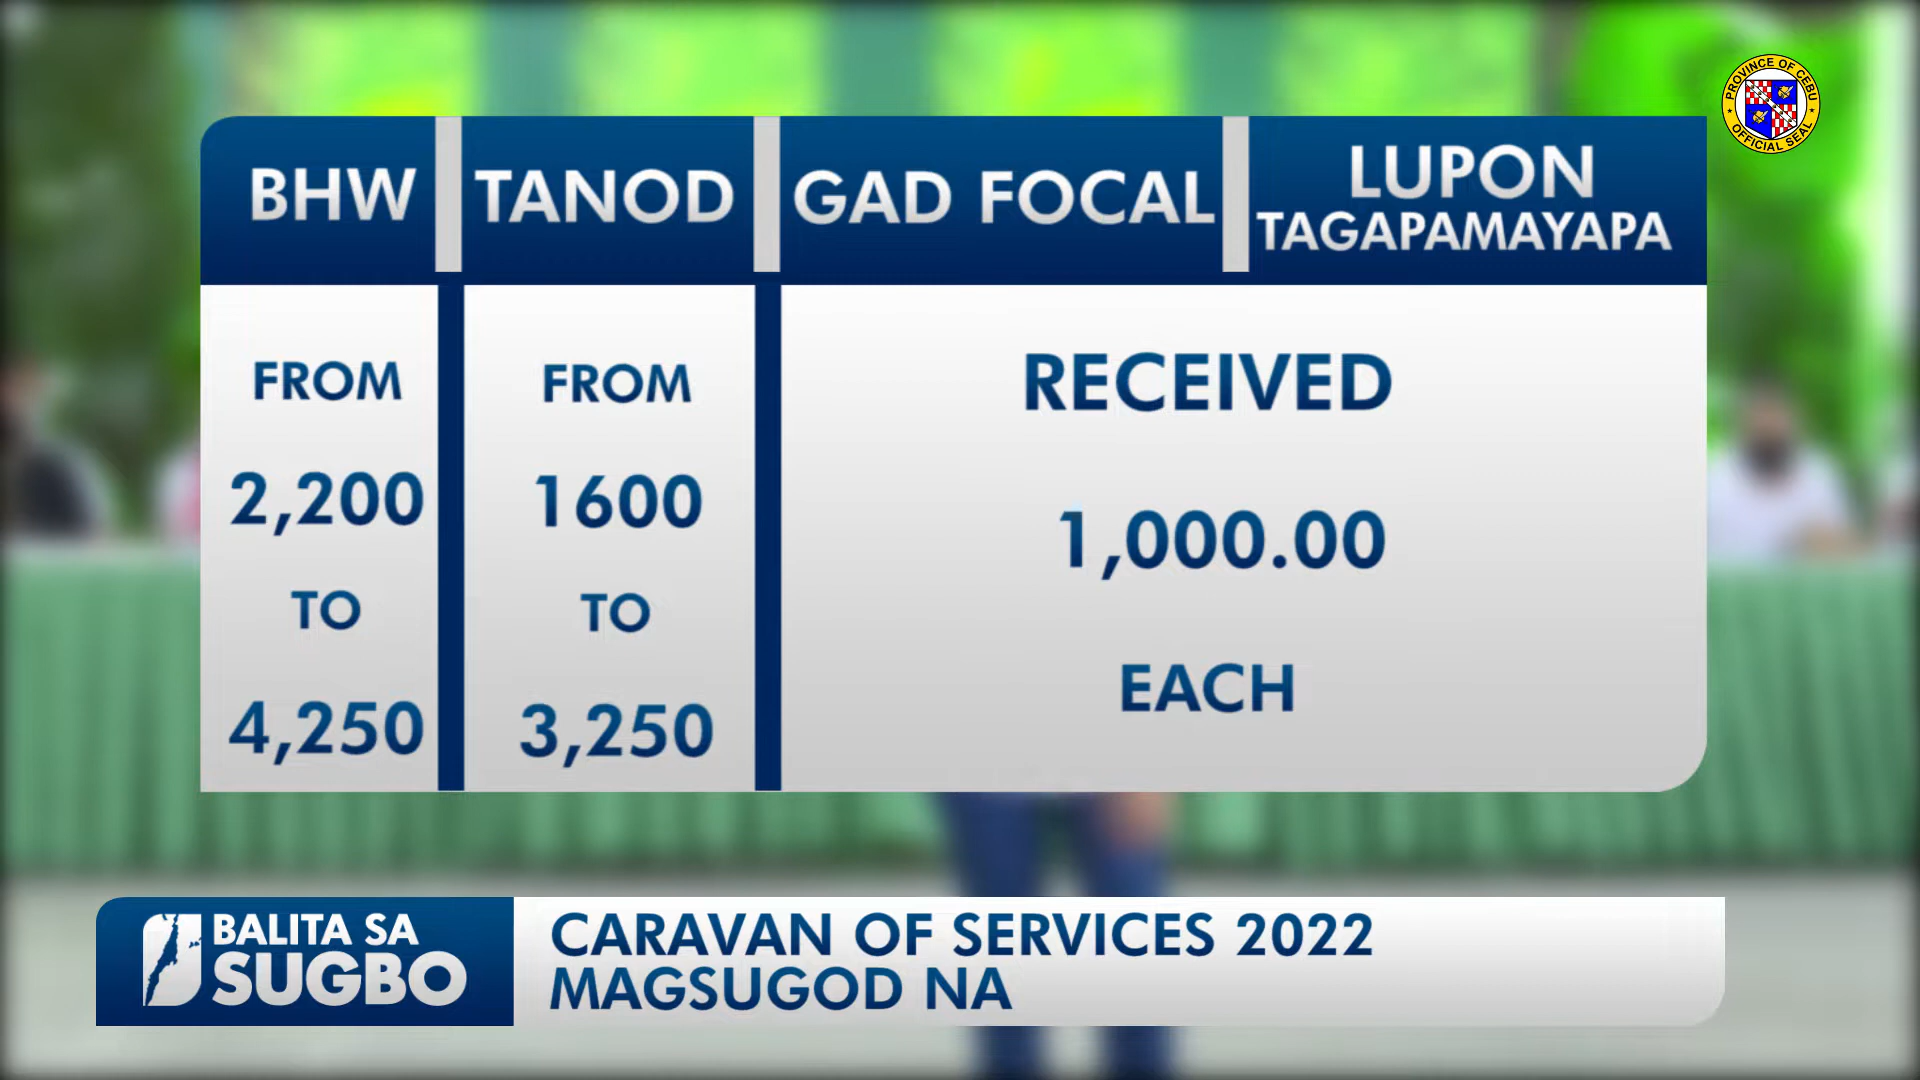 PROVINCE OF CEBU
OFFICIAL SEAL
BHW
TANOD
GAD FOCAL
LUPON
TAGAPAMAYAPA
FROM
2,200
TO
4,250
FROM
1600
TO
3,250
RECEIVED
1,000.00
EACH
BALITA SA
SUGBO
CARAVAN OF SERVICES 2022
MAGSUGOD NA